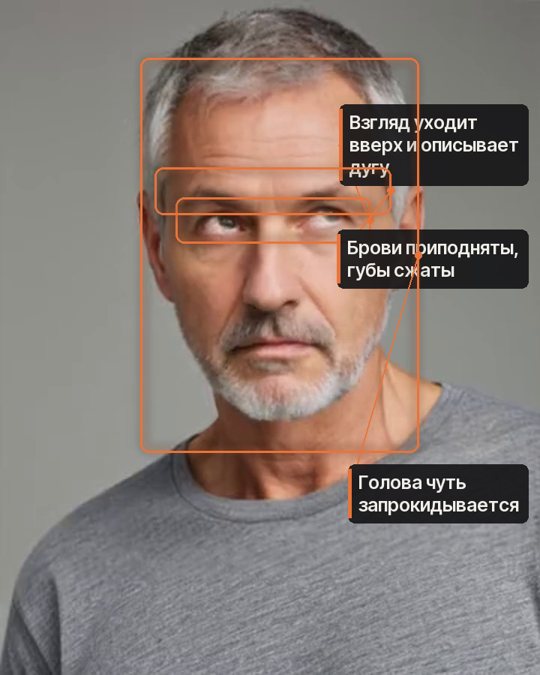 Взгляд уходит
вверх и описывает
дугу
Брови приподняты,
губы сжаты
Голова чуть
запрокидывается